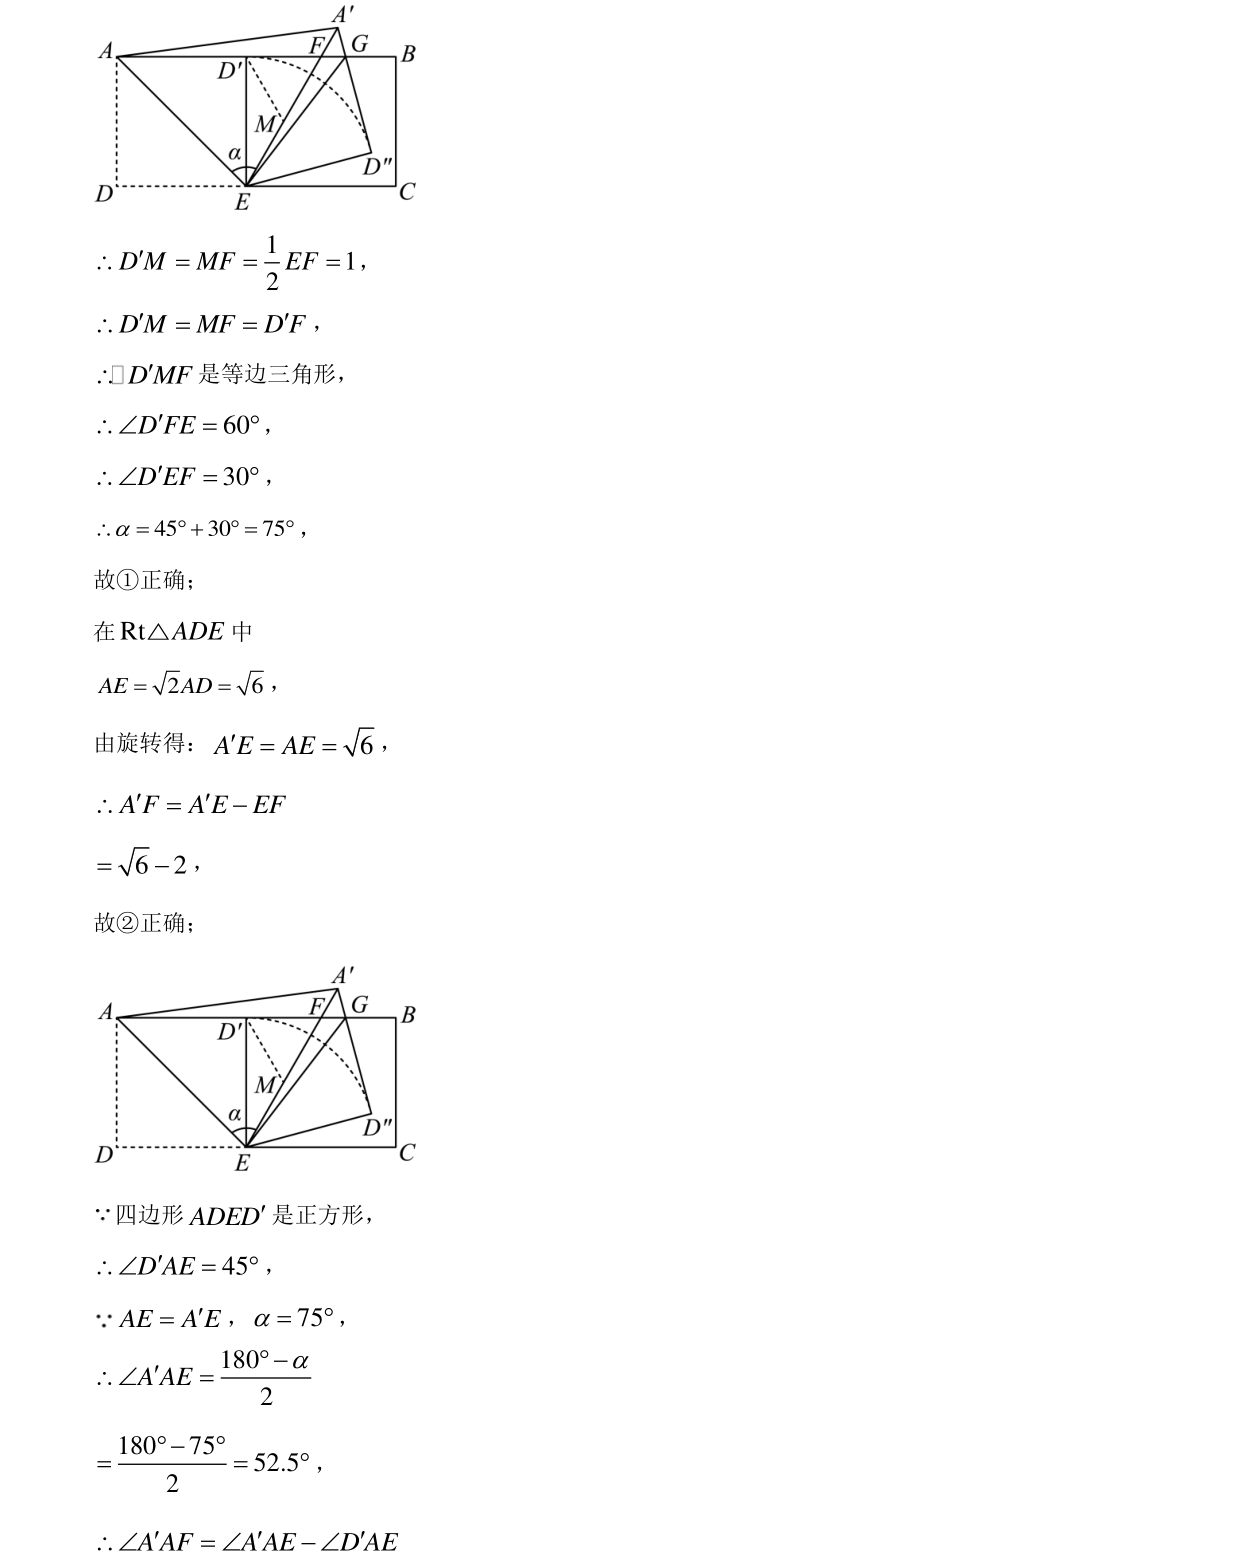 A′
A F G B
D′
M
α
D″
D E C
∴ D′M = MF = \frac{1}{2} EF = 1，
∴ D′M = MF = D′F，
∴□ D′MF 是等边三角形，
∴ ∠D′FE = 60°，
∴ ∠D′EF = 30°，
∴ α = 45° + 30° = 75°，
故①正确；
在 Rt△ADE 中
AE = √2AD = √6，
由旋转得： A′E = AE = √6，
∴ A′F = A′E − EF
= √6 − 2，
故②正确；
A′
A F G B
D′
M
α
D″
D E C
∵ 四边形 ADED′ 是正方形，
∴ ∠D′AE = 45°，
∵ AE = A′E， α = 75°，
∴ ∠A′AE = \frac{180° − α}{2}
= \frac{180° − 75°}{2} = 52.5°，
∴ ∠A′AF = ∠A′AE − ∠D′AE